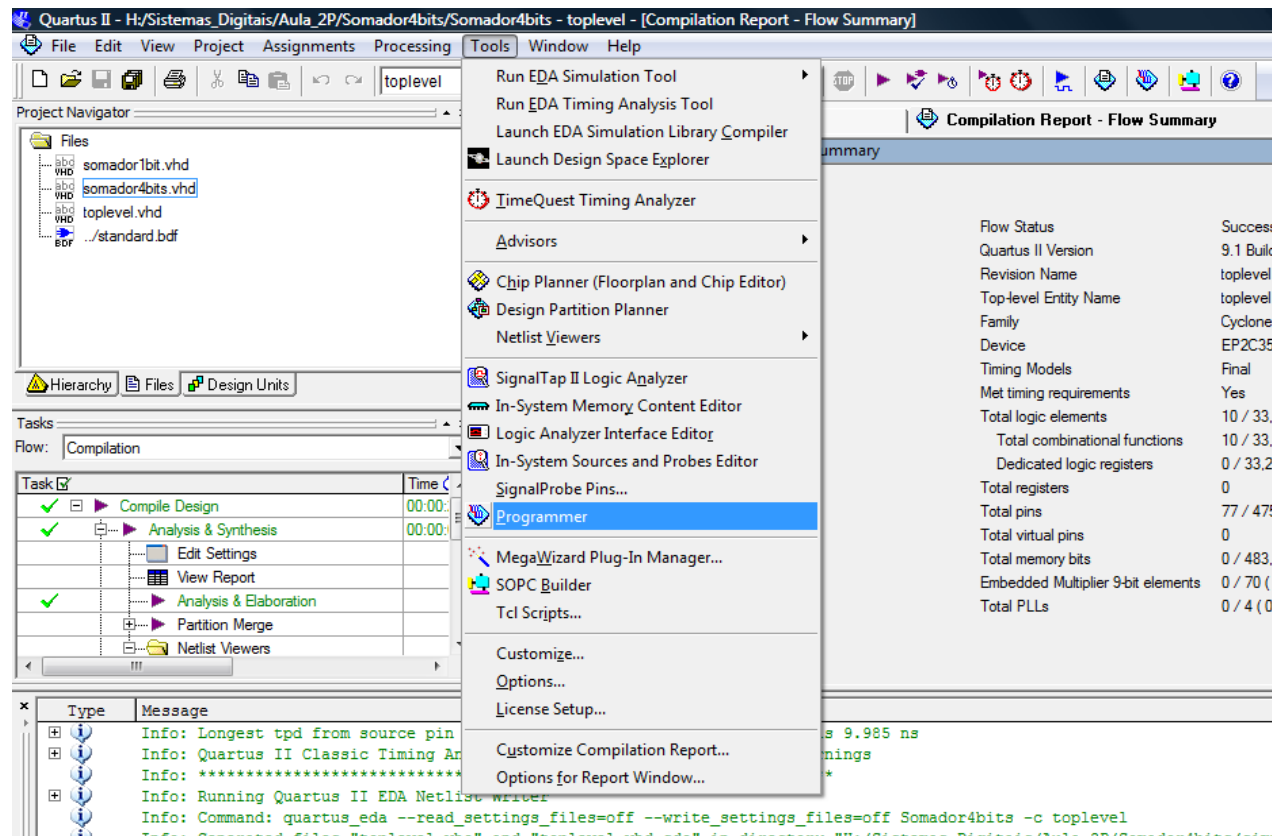 Quartus II - H:/Sistemas_Digitais/Aula_2P/Somador4bits/Somador4bits - toplevel - [Compilation Report - Flow Summary]
File Edit View Project Assignments Processing Tools Window Help
toplevel
Project Navigator
Files
somador1bit.vhd
somador4bits.vhd
toplevel.vhd
../standard.bdf
Hierarchy Files Design Units
Tasks
Flow: Compilation
Task Time
Compile Design 00:00:
Analysis & Synthesis 00:00:
Edit Settings
View Report
Analysis & Elaboration
Partition Merge
Netlist Viewers
Run EDA Simulation Tool
Run EDA Timing Analysis Tool
Launch EDA Simulation Library Compiler
Launch Design Space Explorer
TimeQuest Timing Analyzer
Advisors
Chip Planner (Floorplan and Chip Editor)
Design Partition Planner
Netlist Viewers
SignalTap II Logic Analyzer
In-System Memory Content Editor
Logic Analyzer Interface Editor
In-System Sources and Probes Editor
SignalProbe Pins...
Programmer
MegaWizard Plug-In Manager...
SOPC Builder
Tcl Scripts...
Customize...
Options...
License Setup...
Customize Compilation Report...
Options for Report Window...
STOP
Compilation Report - Flow Summary
ummary
Flow Status Success
Quartus II Version 9.1 Build
Revision Name toplevel
Top-level Entity Name toplevel
Family Cyclone
Device EP2C35
Timing Models Final
Met timing requirements Yes
Total logic elements 10 / 33,
Total combinational functions 10 / 33,
Dedicated logic registers 0 / 33,2
Total registers 0
Total pins 77 / 475
Total virtual pins 0
Total memory bits 0 / 483,
Embedded Multiplier 9-bit elements 0 / 70 (
Total PLLs 0 / 4 ( 0
Type Message
Info: Longest tpd from source pin s 9.985 ns
Info: Quartus II Classic Timing An nings
Info: *********************************
Info: Running Quartus II EDA Netlist Writer
Info: Command: quartus_eda --read_settings_files=off --write_settings_files=off Somador4bits -c toplevel